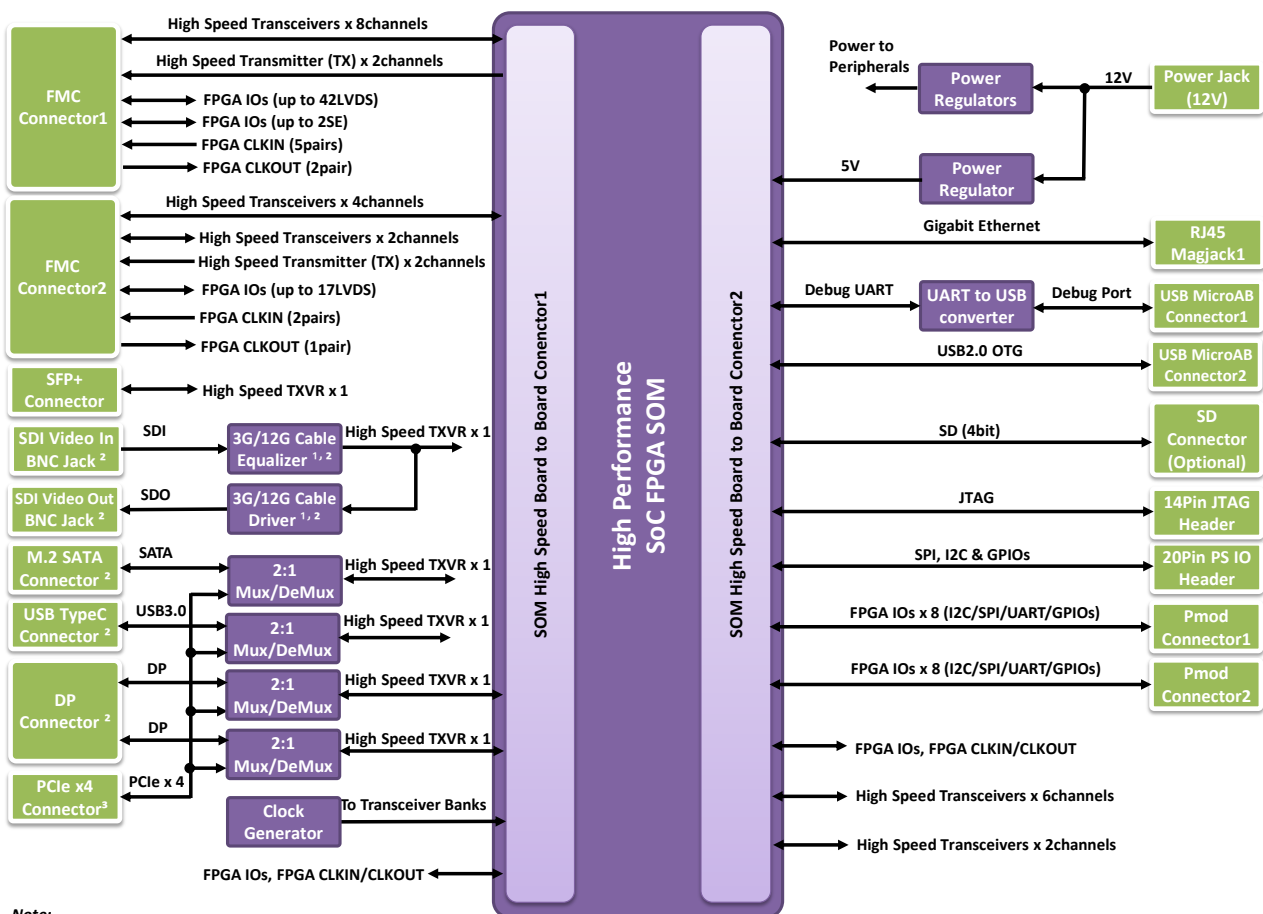 High Speed Transceivers x 8channels
High Speed Transmitter (TX) x 2channels
FMC
Connector1
FPGA IOs (up to 42LVDS)
FPGA IOs (up to 2SE)
FPGA CLKIN (5pairs)
FPGA CLKOUT (2pair)
High Speed Transceivers x 4channels
High Speed Transceivers x 2channels
High Speed Transmitter (TX) x 2channels
FMC
Connector2
FPGA IOs (up to 17LVDS)
FPGA CLKIN (2pairs)
FPGA CLKOUT (1pair)
SFP+
Connector
High Speed TXVR x 1
SDI Video In
BNC Jack ²
SDI
3G/12G Cable
Equalizer ¹˒ ²
High Speed TXVR x 1
SDI Video Out
BNC Jack ²
SDO
3G/12G Cable
Driver ¹˒ ²
M.2 SATA
Connector ²
SATA
2:1
Mux/DeMux
High Speed TXVR x 1
USB TypeC
Connector ²
USB3.0
2:1
Mux/DeMux
High Speed TXVR x 1
DP
Connector ²
DP
2:1
Mux/DeMux
High Speed TXVR x 1
DP
2:1
Mux/DeMux
High Speed TXVR x 1
PCIe x4
Connector³
PCIe x 4
Clock
Generator
To Transceiver Banks
FPGA IOs, FPGA CLKIN/CLKOUT
Note:
SOM High Speed Board to Board Conenctor1
High Performance
SoC FPGA SOM
SOM High Speed Board to Board Conenctor2
Power to
Peripherals
Power
Regulators
12V
Power Jack
(12V)
5V
Power
Regulator
Gigabit Ethernet
RJ45
Magjack1
Debug UART
UART to USB
converter
Debug Port
USB MicroAB
Connector1
USB2.0 OTG
USB MicroAB
Connector2
SD (4bit)
SD
Connector
(Optional)
JTAG
14Pin JTAG
Header
SPI, I2C & GPIOs
20Pin PS IO
Header
FPGA IOs x 8 (I2C/SPI/UART/GPIOs)
Pmod
Connector1
FPGA IOs x 8 (I2C/SPI/UART/GPIOs)
Pmod
Connector2
FPGA IOs, FPGA CLKIN/CLKOUT
High Speed Transceivers x 6channels
High Speed Transceivers x 2channels